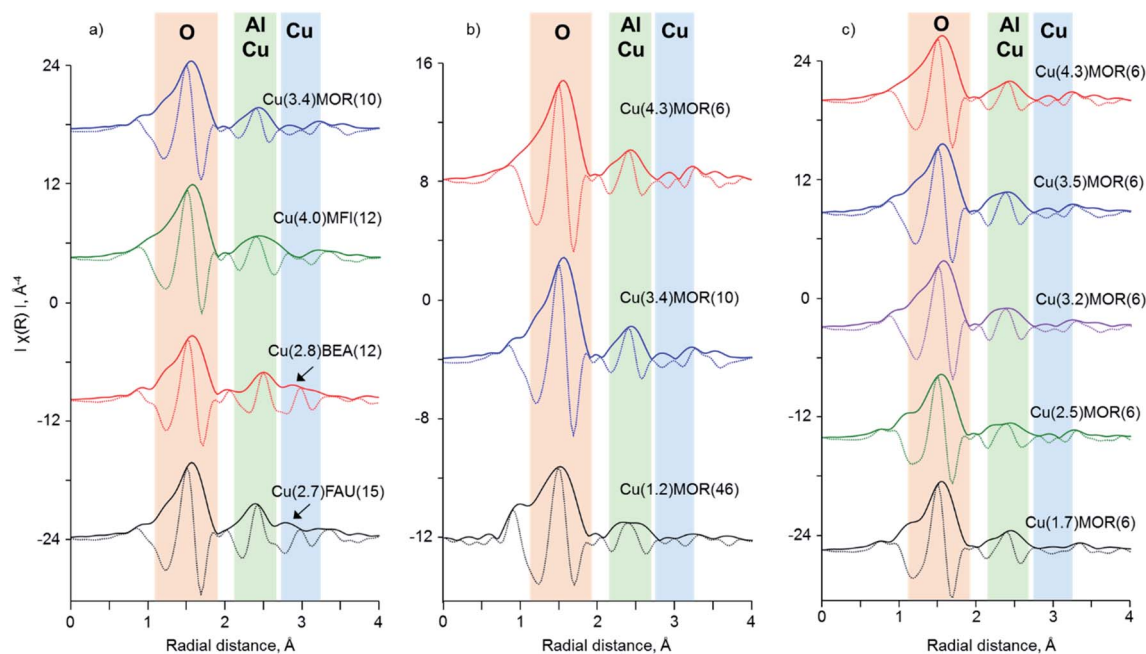 a)
O
Al
Cu
Cu
24
12
0
-12
-24
Cu(3.4)MOR(10)
Cu(4.0)MFI(12)
Cu(2.8)BEA(12)
Cu(2.7)FAU(15)
| χ(R) |, Å-4
0
1
2
3
4
Radial distance, Å
b)
O
Al
Cu
Cu
16
8
0
-8
-12
Cu(4.3)MOR(6)
Cu(3.4)MOR(10)
Cu(1.2)MOR(46)
0
1
2
3
4
Radial distance, Å
c)
O
Al
Cu
Cu
24
12
0
-12
-24
Cu(4.3)MOR(6)
Cu(3.5)MOR(6)
Cu(3.2)MOR(6)
Cu(2.5)MOR(6)
Cu(1.7)MOR(6)
0
1
2
3
4
Radial distance, Å